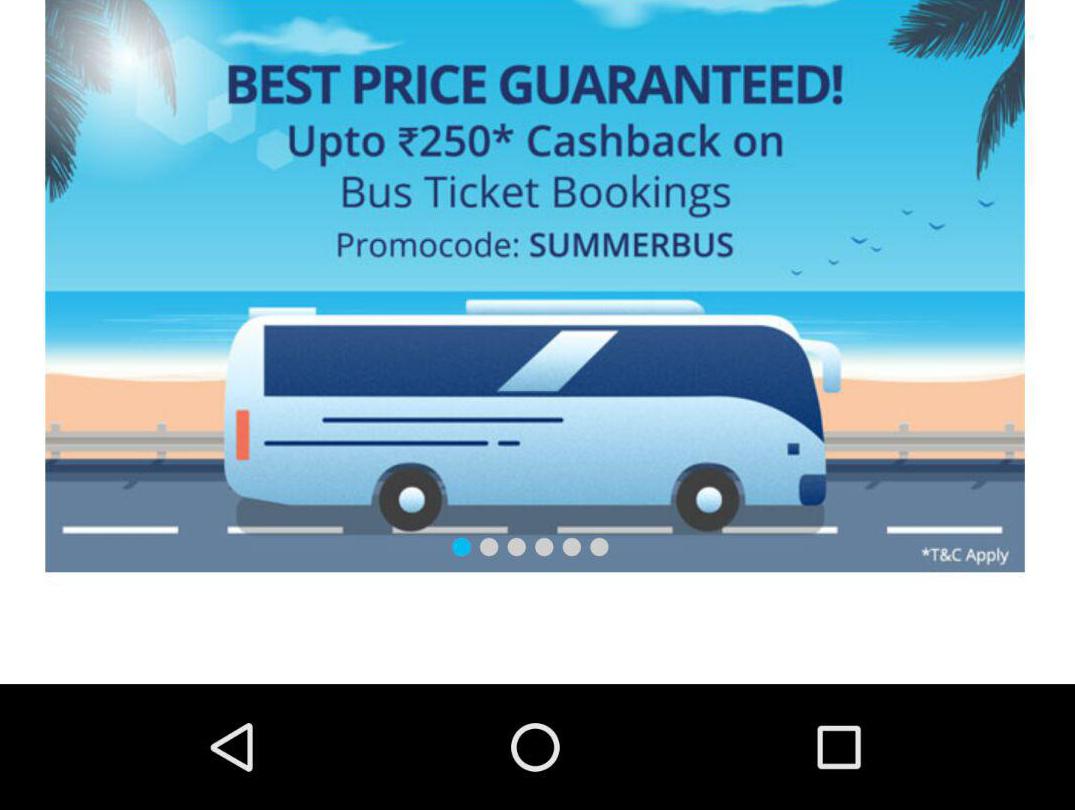 BEST PRICE GUARANTEED!
Upto ₹250* Cashback on
Bus Ticket Bookings
Promocode: SUMMERBUS
*T&C Apply